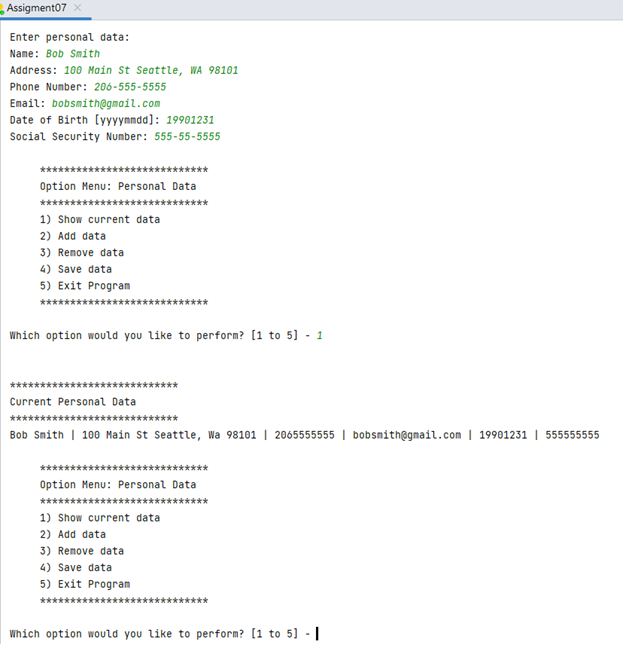 Assigment07
Enter personal data:
Name: Bob Smith
Address: 100 Main St Seattle, WA 98101
Phone Number: 206-555-5555
Email: bobsmith@gmail.com
Date of Birth [yyyymmdd]: 19901231
Social Security Number: 555-55-5555
****************************
Option Menu: Personal Data
****************************
1) Show current data
2) Add data
3) Remove data
4) Save data
5) Exit Program
****************************
Which option would you like to perform? [1 to 5] - 1
****************************
Current Personal Data
****************************
Bob Smith | 100 Main St Seattle, Wa 98101 | 2065555555 | bobsmith@gmail.com | 19901231 | 555555555
****************************
Option Menu: Personal Data
****************************
1) Show current data
2) Add data
3) Remove data
4) Save data
5) Exit Program
****************************
Which option would you like to perform? [1 to 5] -